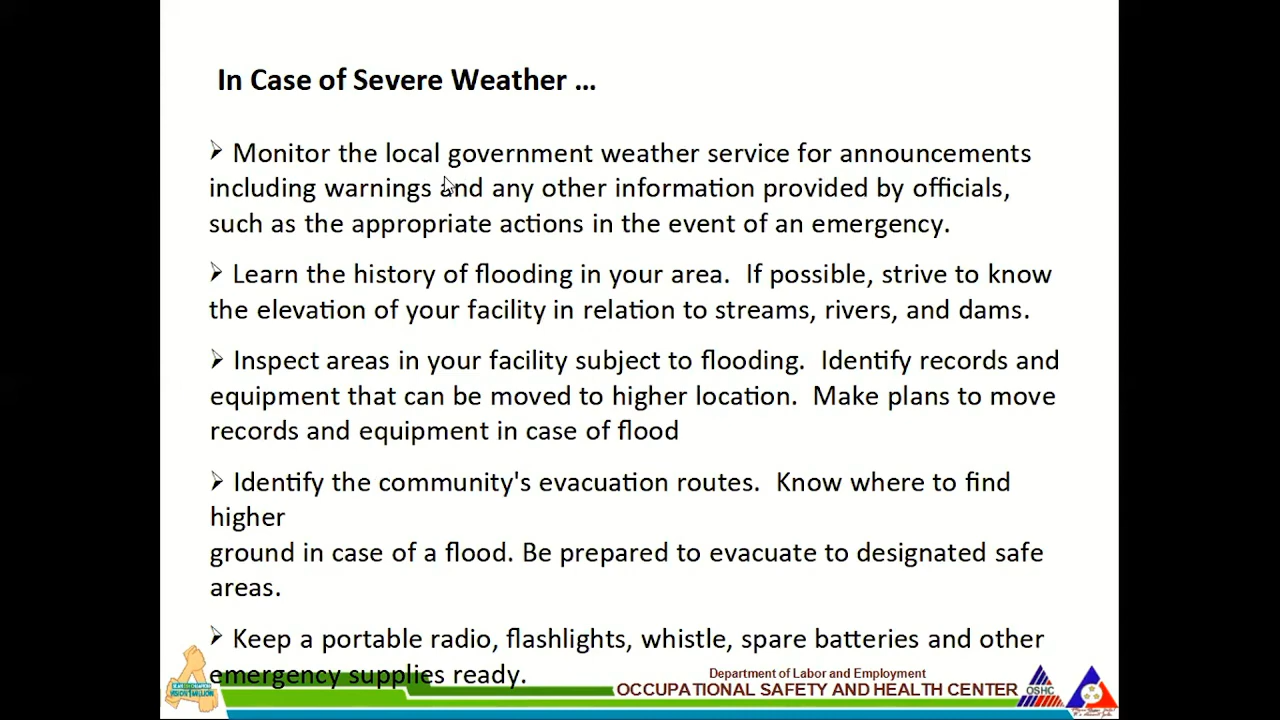 In Case of Severe Weather ...
➢ Monitor the local government weather service for announcements
including warnings and any other information provided by officials,
such as the appropriate actions in the event of an emergency.
➢ Learn the history of flooding in your area.  If possible, strive to know
the elevation of your facility in relation to streams, rivers, and dams.
➢ Inspect areas in your facility subject to flooding.  Identify records and
equipment that can be moved to higher location.  Make plans to move
records and equipment in case of flood
➢ Identify the community's evacuation routes.  Know where to find
higher
ground in case of a flood. Be prepared to evacuate to designated safe
areas.
➢ Keep a portable radio, flashlights, whistle, spare batteries and other
emergency supplies ready.
Department of Labor and Employment
OCCUPATIONAL SAFETY AND HEALTH CENTER
OSHC